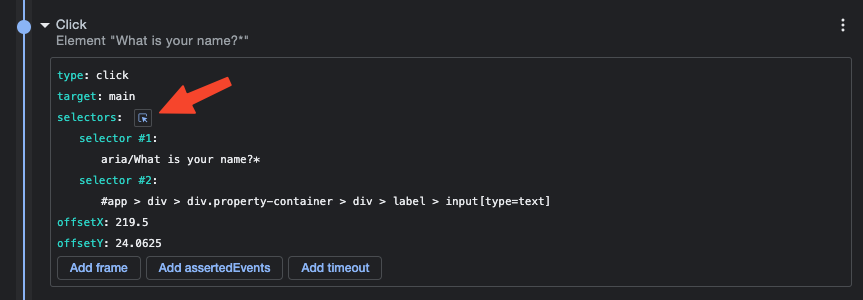 Click
Element "What is your name?*"
type: click
target: main
selectors:
selector #1:
aria/What is your name?*
selector #2:
#app > div > div.property-container > div > label > input[type=text]
offsetX: 219.5
offsetY: 24.0625
Add frame Add assertedEvents Add timeout